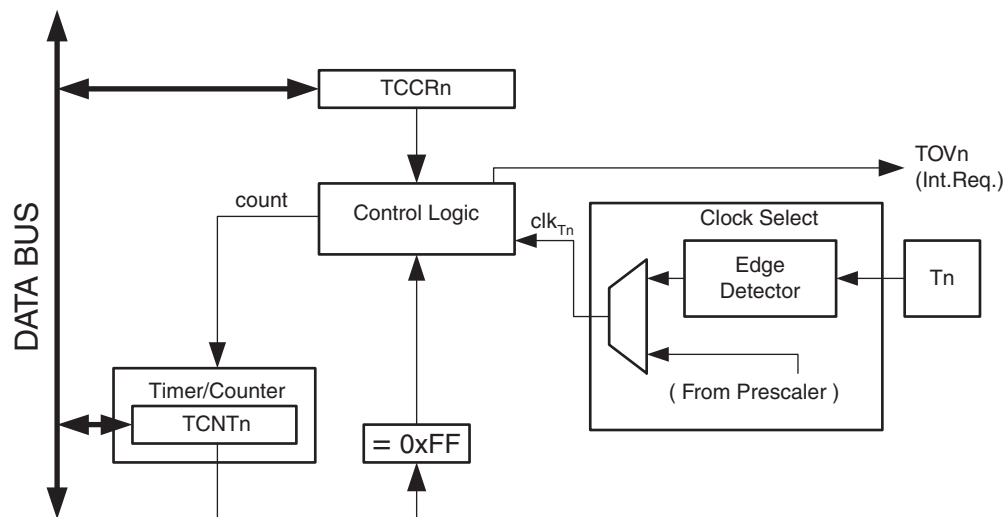 TCCRn
TOVn
(Int.Req.)
count
Control Logic
clkTn
Clock Select
Edge
Detector
Tn
DATA BUS
( From Prescaler )
Timer/Counter
TCNTn
= 0xFF